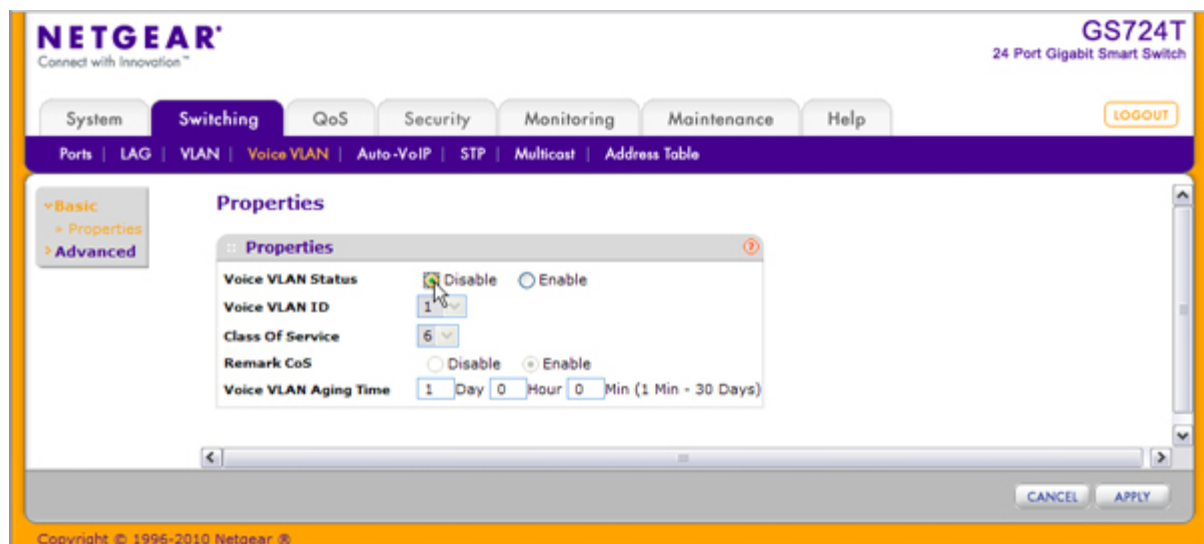 NETGEAR
Connect with Innovation™
GS724T
24 Port Gigabit Smart Switch
System Switching QoS Security Monitoring Maintenance Help LOGOUT
Ports | LAG | VLAN | Voice VLAN | Auto-VoIP | STP | Multicast | Address Table
Basic
» Properties
Advanced
Properties
Properties
Voice VLAN Status Disable Enable
Voice VLAN ID 1
Class Of Service 6
Remark CoS Disable Enable
Voice VLAN Aging Time 1 Day 0 Hour 0 Min (1 Min - 30 Days)
CANCEL APPLY
Copyright © 1996-2010 Netgear ®